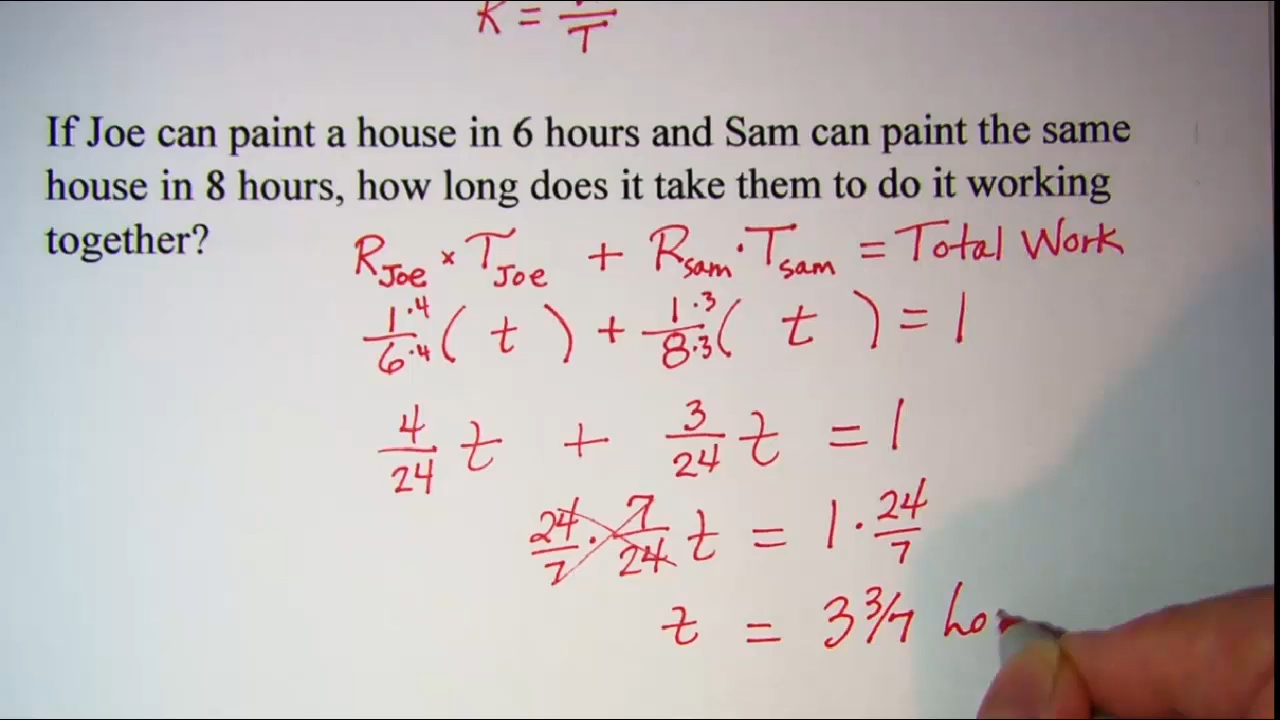 R = 1/T
If Joe can paint a house in 6 hours and Sam can paint the same
house in 8 hours, how long does it take them to do it working
together?
R_Joe × T_Joe + R_sam · T_sam = Total Work
1·4/6·4 ( t ) + 1·3/8·3 ( t ) = 1
4/24 t + 3/24 t = 1
24/7 · 7/24 t = 1 · 24/7
t = 3 3/7 ho